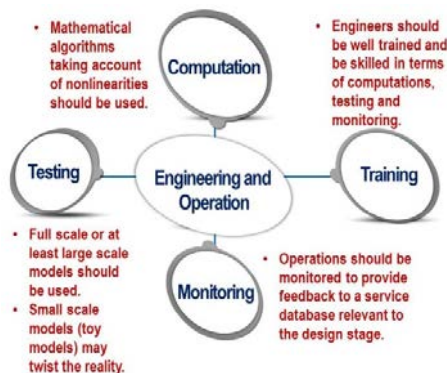 • Mathematical
algorithms
taking account
of nonlinearities
should be used.
Computation
• Engineers should
be well trained and
be skilled in terms
of computations,
testing and
monitoring.
Testing
Engineering and
Operation
Training
• Full scale or at
least large scale
models should
be used.
• Small scale
models (toy
models) may
twist the reality.
Monitoring
• Operations should be
monitored to provide
feedback to a service
database relevant to
the design stage.